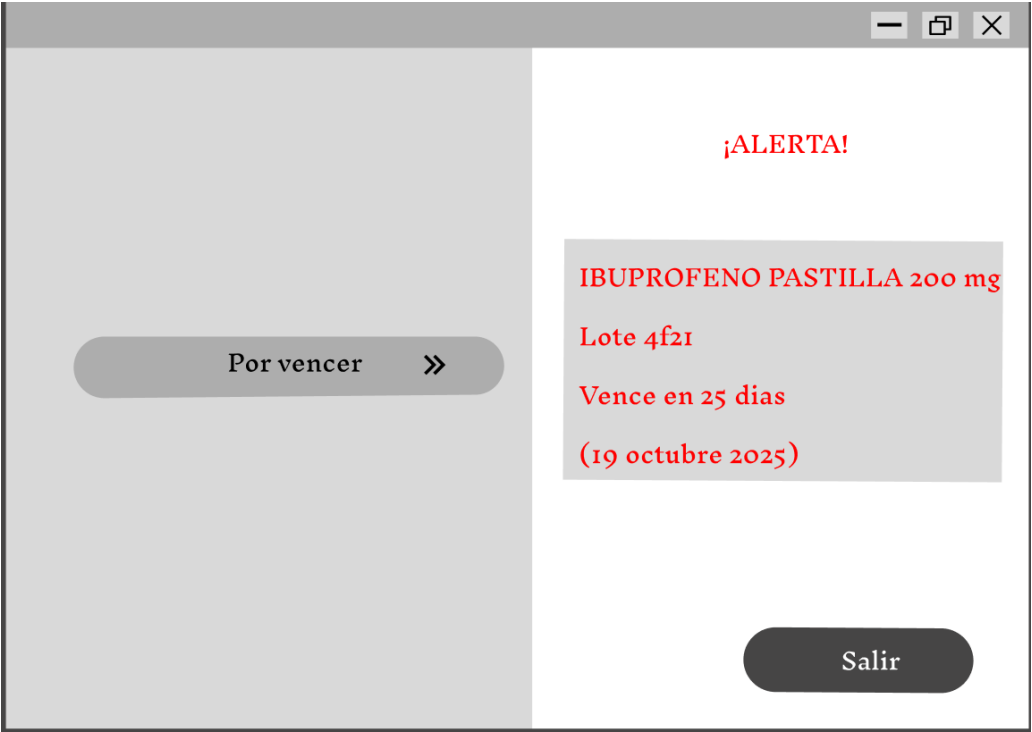 ¡ALERTA!
IBUPROFENO PASTILLA 200 mg
Lote 4f21
Vence en 25 dias
(19 octubre 2025)
Por vencer
Salir